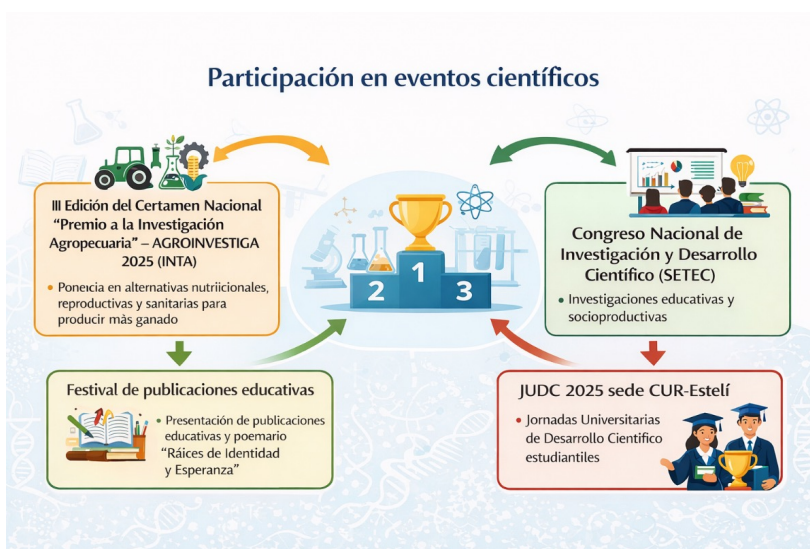 Participación en eventos científicos
III Edición del Certamen Nacional
“Premio a la Investigación
Agropecuaria” – AGROINVESTIGA
2025 (INTA)
• Ponencia en alternativas nutriicionales,
reproductivas y sanitarias para
producir màs ganado
2
1
3
Congreso Nacional de
Investigación y Desarrollo
Científico (SETEC)
• Investigaciones educativas y
socioproductivas
Festival de publicaciones educativas
• Presentación de publicaciones
educativas y poemario
“Ráices de Identidad
y Esperanza”
JUDC 2025 sede CUR-Estelí
• Jornadas Universitarias
de Desarrollo Científico
estudiantiles